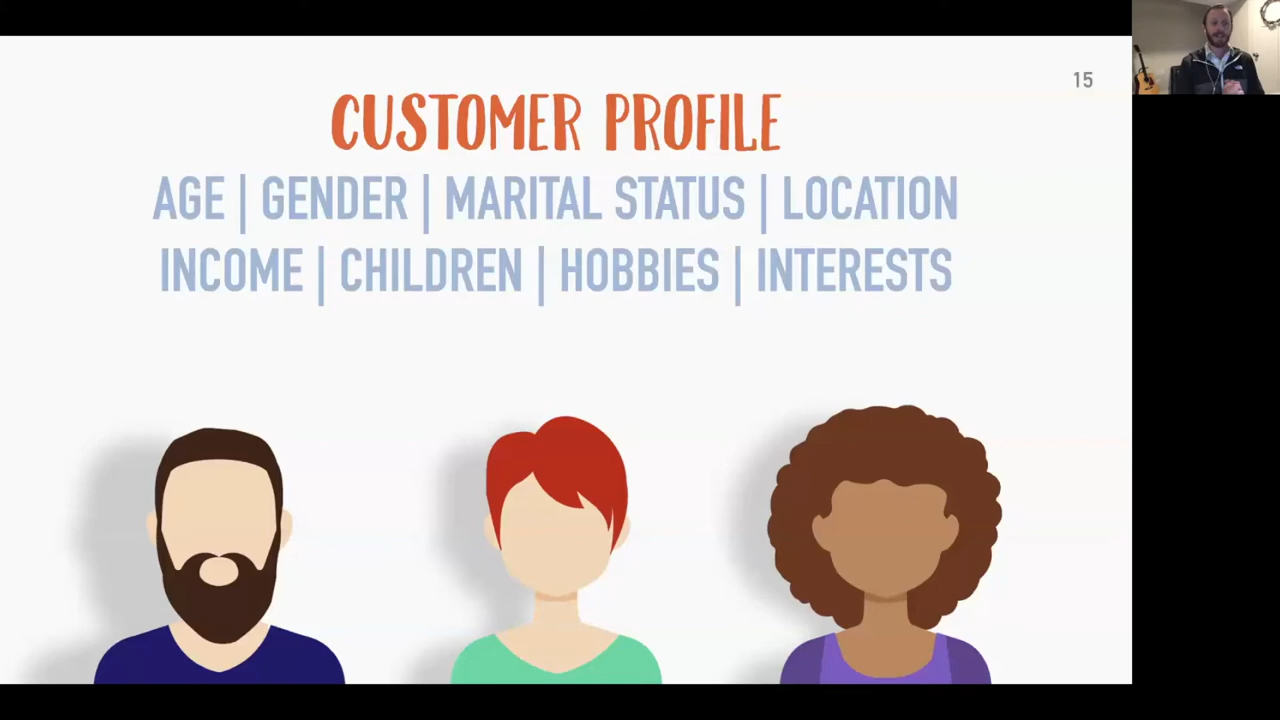 15
CUSTOMER PROFILE
AGE | GENDER | MARITAL STATUS | LOCATION
INCOME | CHILDREN | HOBBIES | INTERESTS